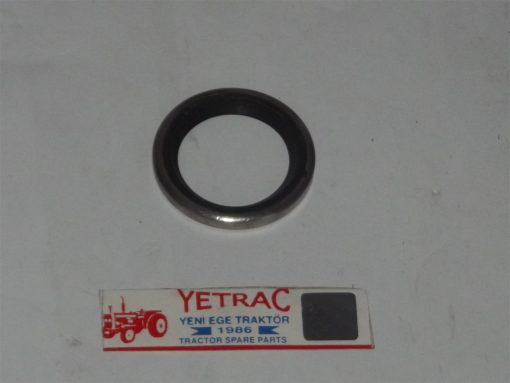 YETRAC
YENI EGE TRAKTÖR
1986
TRACTOR SPARE PARTS